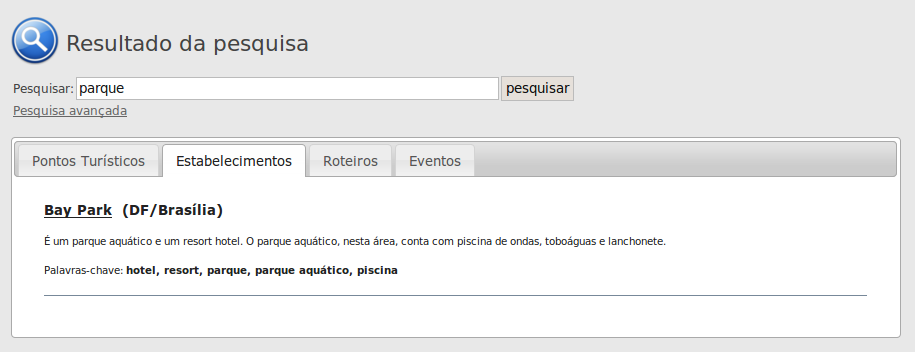 Resultado da pesquisa
Pesquisar: parque pesquisar
Pesquisa avançada
Pontos Turísticos Estabelecimentos Roteiros Eventos
Bay Park (DF/Brasília)
É um parque aquático e um resort hotel. O parque aquático, nesta área, conta com piscina de ondas, toboáguas e lanchonete.
Palavras-chave: hotel, resort, parque, parque aquático, piscina